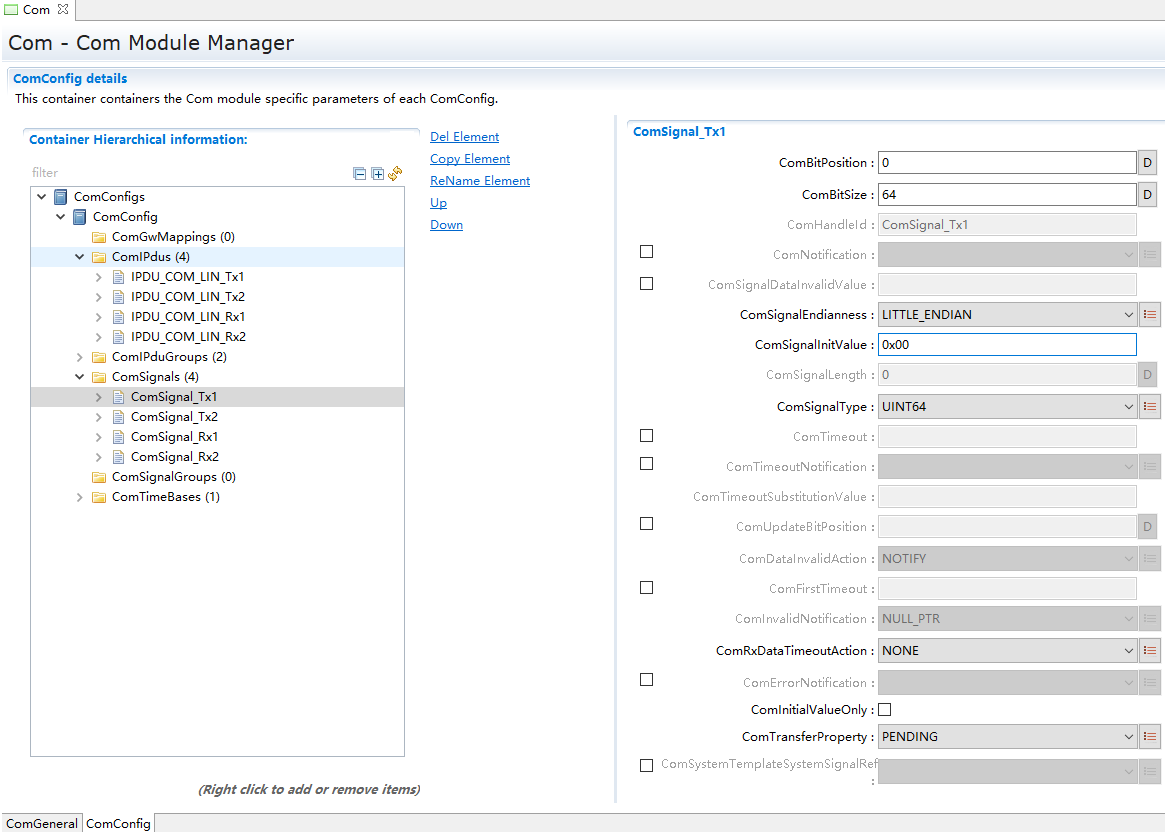 Com
Com - Com Module Manager
ComConfig details
This container containers the Com module specific parameters of each ComConfig.
Container Hierarchical information:
filter
ComConfigs
ComConfig
ComGwMappings (0)
ComIPdus (4)
IPDU_COM_LIN_Tx1
IPDU_COM_LIN_Tx2
IPDU_COM_LIN_Rx1
IPDU_COM_LIN_Rx2
ComIPduGroups (2)
ComSignals (4)
ComSignal_Tx1
ComSignal_Tx2
ComSignal_Rx1
ComSignal_Rx2
ComSignalGroups (0)
ComTimeBases (1)
(Right click to add or remove items)
Del Element
Copy Element
ReName Element
Up
Down
ComSignal_Tx1
ComBitPosition : 0 D
ComBitSize : 64 D
ComHandleId : ComSignal_Tx1
ComNotification :
ComSignalDataInvalidValue :
ComSignalEndianness : LITTLE_ENDIAN
ComSignalInitValue : 0x00
ComSignalLength : 0 D
ComSignalType : UINT64
ComTimeout :
ComTimeoutNotification :
ComTimeoutSubstitutionValue :
ComUpdateBitPosition : D
ComDataInvalidAction : NOTIFY
ComFirstTimeout :
ComInvalidNotification : NULL_PTR
ComRxDataTimeoutAction : NONE
ComErrorNotification :
ComInitialValueOnly :
ComTransferProperty : PENDING
ComSystemTemplateSystemSignalRef
:
ComGeneral ComConfig